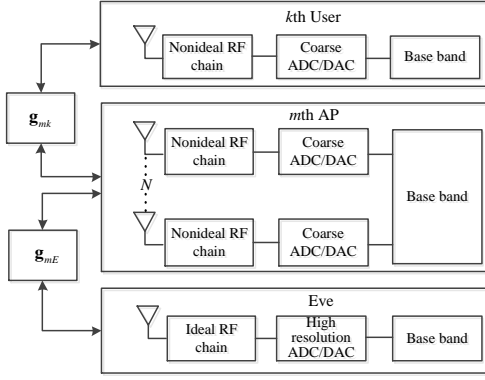 kth User
Nonideal RF chain
Coarse ADC/DAC
Base band
g_mk
mth AP
Nonideal RF chain
Coarse ADC/DAC
N
Base band
Nonideal RF chain
Coarse ADC/DAC
g_mE
Eve
Ideal RF chain
High resolution ADC/DAC
Base band